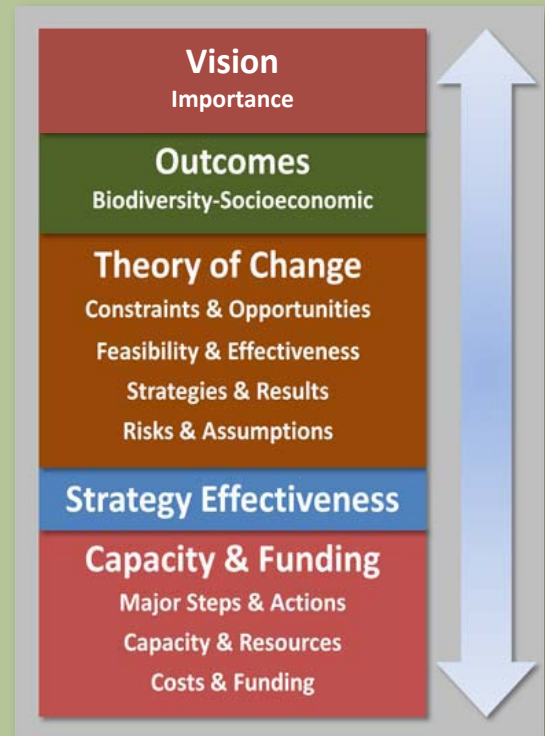 Vision
Importance
Outcomes
Biodiversity-Socioeconomic
Theory of Change
Constraints & Opportunities
Feasibility & Effectiveness
Strategies & Results
Risks & Assumptions
Strategy Effectiveness
Capacity & Funding
Major Steps & Actions
Capacity & Resources
Costs & Funding